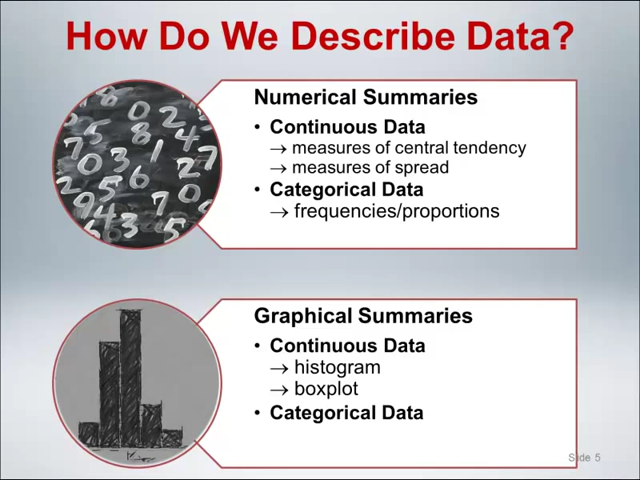 How Do We Describe Data?
Numerical Summaries
• Continuous Data
→ measures of central tendency
→ measures of spread
• Categorical Data
→ frequencies/proportions
Graphical Summaries
• Continuous Data
→ histogram
→ boxplot
• Categorical Data
Slide 5